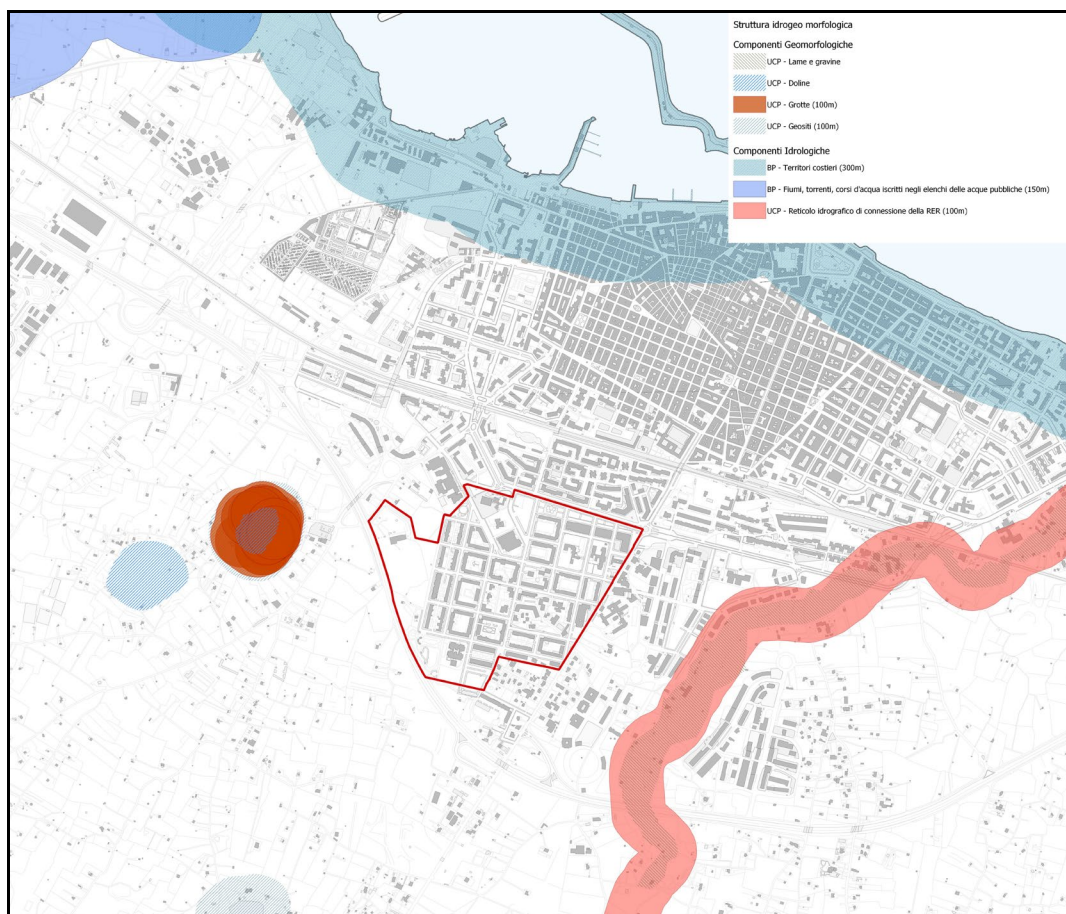 Struttura idrogeo morfologica
Componenti Geomorfologiche
UCP - Lame e gravine
UCP - Doline
UCP - Grotte (100m)
UCP - Geositi (100m)
Componenti Idrologiche
BP - Territori costieri (300m)
BP - Fiumi, torrenti, corsi d'acqua iscritti negli elenchi delle acque pubbliche (150m)
UCP - Reticolo idrografico di connessione della RER (100m)